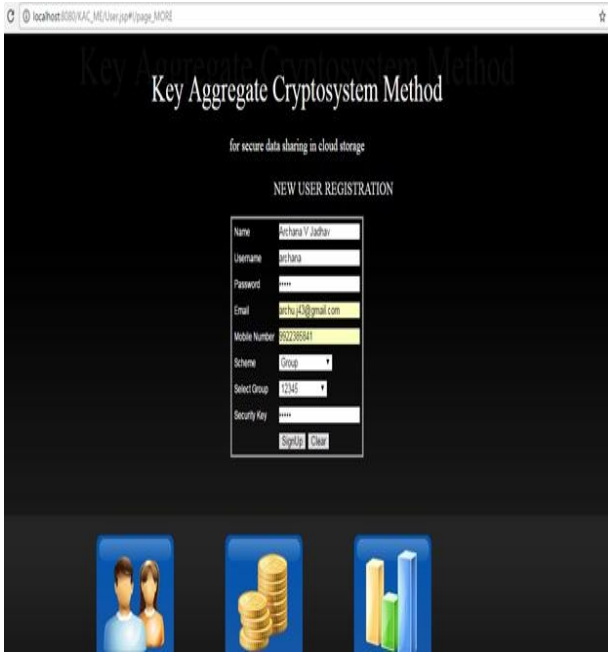 localhost:8080/KAC_ME/User.jsp#!/page_MORE
Key Aggregate Cryptosystem Method
Key Aggregate Cryptosystem Method
for secure data sharing in cloud storage
NEW USER REGISTRATION
Name Archana V Jadhav
Username archana
Password •••••
Email archu.j43@gmail.com
Mobile Number 9922385841
Scheme Group
Select Group 12345
Security Key •••••
SignUp Clear